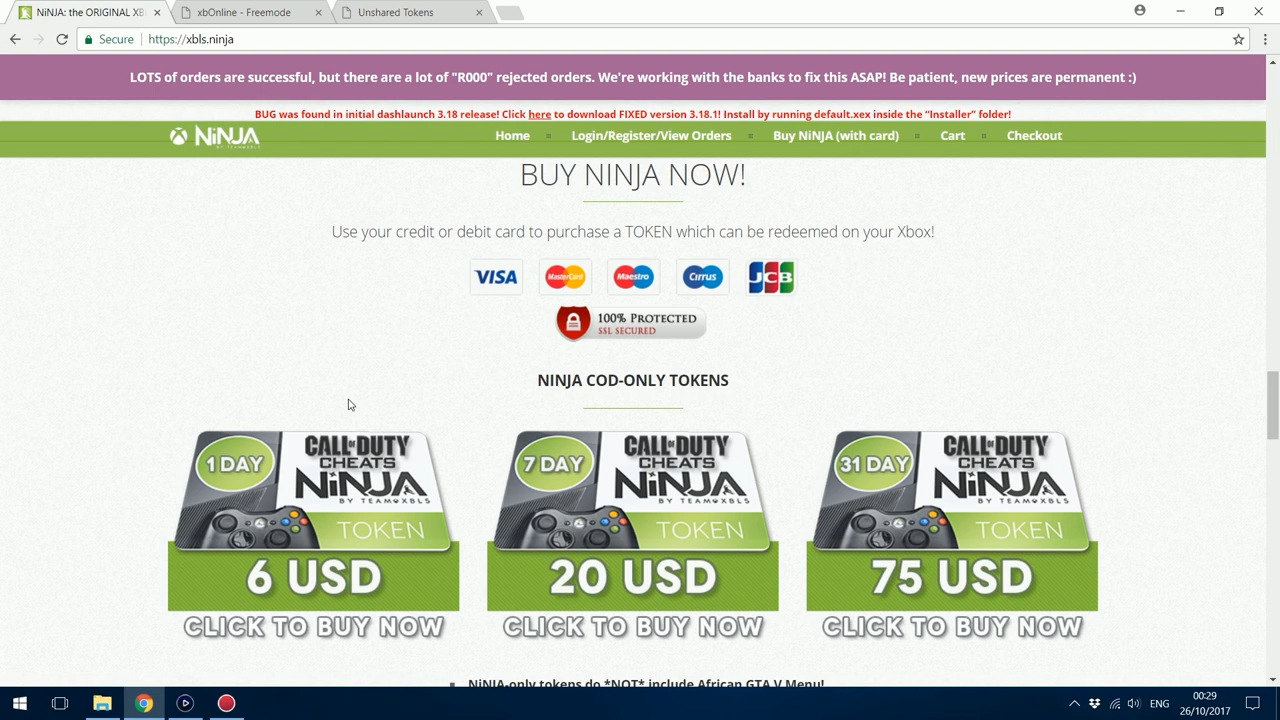 NiNJA: the ORIGINAL XB
xbOnline - Freemode
Unshared Tokens
Secure
https://xbls.ninja
LOTS of orders are successful, but there are a lot of "R000" rejected orders. We're working with the banks to fix this ASAP! Be patient, new prices are permanent :)
BUG was found in initial dashlaunch 3.18 release! Click here to download FIXED version 3.18.1! Install by running default.xex inside the “Installer” folder!
NiNJA
BY TEAMXBLS
Home
Login/Register/View Orders
Buy NiNJA (with card)
Cart
Checkout
BUY NINJA NOW!
Use your credit or debit card to purchase a TOKEN which can be redeemed on your Xbox!
VISA
MasterCard
Maestro
Cirrus
JCB
100% PROTECTED
SSL SECURED
NINJA COD-ONLY TOKENS
1 DAY
CALL OF DUTY
CHEATS
NiNJA
BY TEAMXBLS
TOKEN
6 USD
CLICK TO BUY NOW
7 DAY
CALL OF DUTY
CHEATS
NiNJA
BY TEAMXBLS
TOKEN
20 USD
CLICK TO BUY NOW
31 DAY
CALL OF DUTY
CHEATS
NiNJA
BY TEAMXBLS
TOKEN
75 USD
CLICK TO BUY NOW
NiNJA-only tokens do *NOT* include African GTA V Menu!
ENG
00:29
26/10/2017